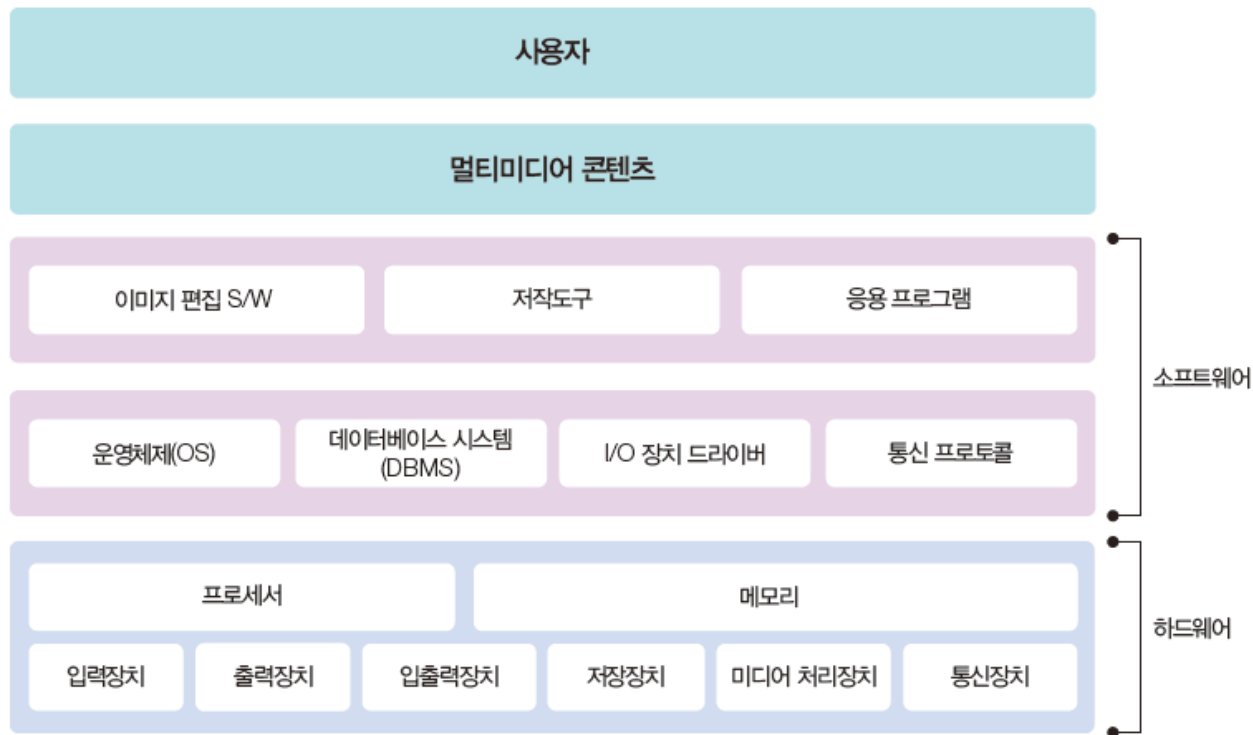 사용자
멀티미디어 콘텐츠
이미지 편집 S/W
저작도구
응용 프로그램
소프트웨어
운영체제(OS)
데이터베이스 시스템
(DBMS)
I/O 장치 드라이버
통신 프로토콜
프로세서
메모리
하드웨어
입력장치
출력장치
입출력장치
저장장치
미디어 처리장치
통신장치